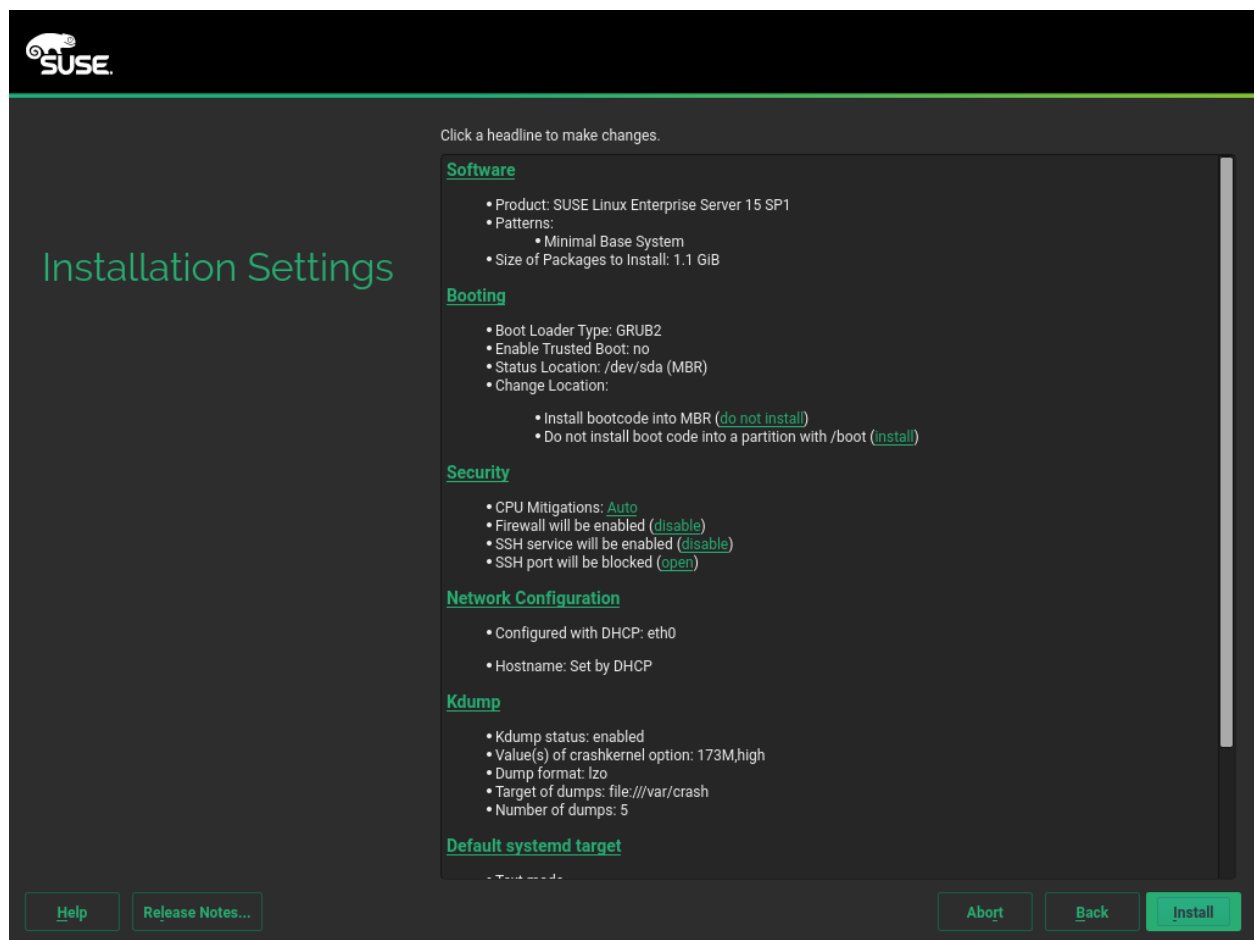 SUSE.
Click a headline to make changes.
Installation Settings
Software
• Product: SUSE Linux Enterprise Server 15 SP1
• Patterns:
• Minimal Base System
• Size of Packages to Install: 1.1 GiB
Booting
• Boot Loader Type: GRUB2
• Enable Trusted Boot: no
• Status Location: /dev/sda (MBR)
• Change Location:
• Install bootcode into MBR (do not install)
• Do not install boot code into a partition with /boot (install)
Security
• CPU Mitigations: Auto
• Firewall will be enabled (disable)
• SSH service will be enabled (disable)
• SSH port will be blocked (open)
Network Configuration
• Configured with DHCP: eth0
• Hostname: Set by DHCP
Kdump
• Kdump status: enabled
• Value(s) of crashkernel option: 173M,high
• Dump format: lzo
• Target of dumps: file:///var/crash
• Number of dumps: 5
Default systemd target
• Text mode
Help Release Notes... Abort Back Install